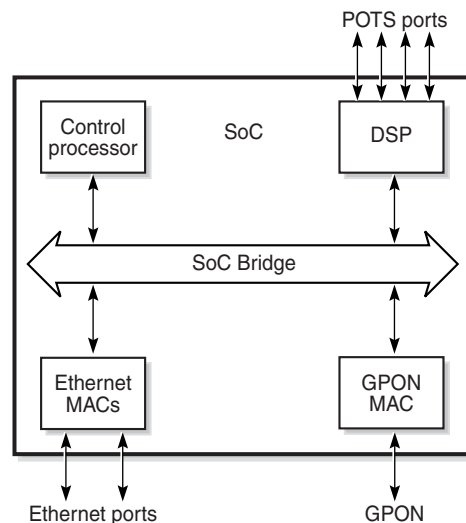 POTS ports
Control
processor
SoC
DSP
SoC Bridge
Ethernet
MACs
GPON
MAC
Ethernet ports
GPON